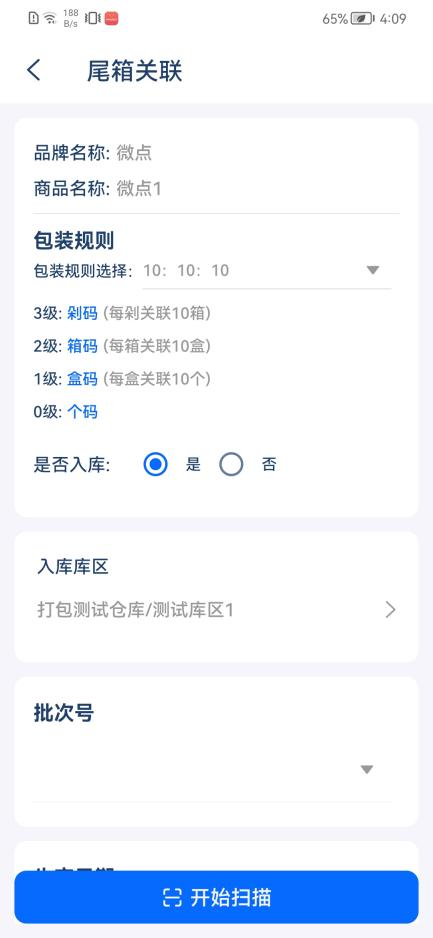 188
B/s
65%
4:09
尾箱关联
品牌名称: 微点
商品名称: 微点1
包装规则
包装规则选择: 10: 10: 10
3级: 剁码 (每剁关联10箱)
2级: 箱码 (每箱关联10盒)
1级: 盒码 (每盒关联10个)
0级: 个码
是否入库: 是 否
入库库区
打包测试仓库/测试库区1
批次号
开始扫描